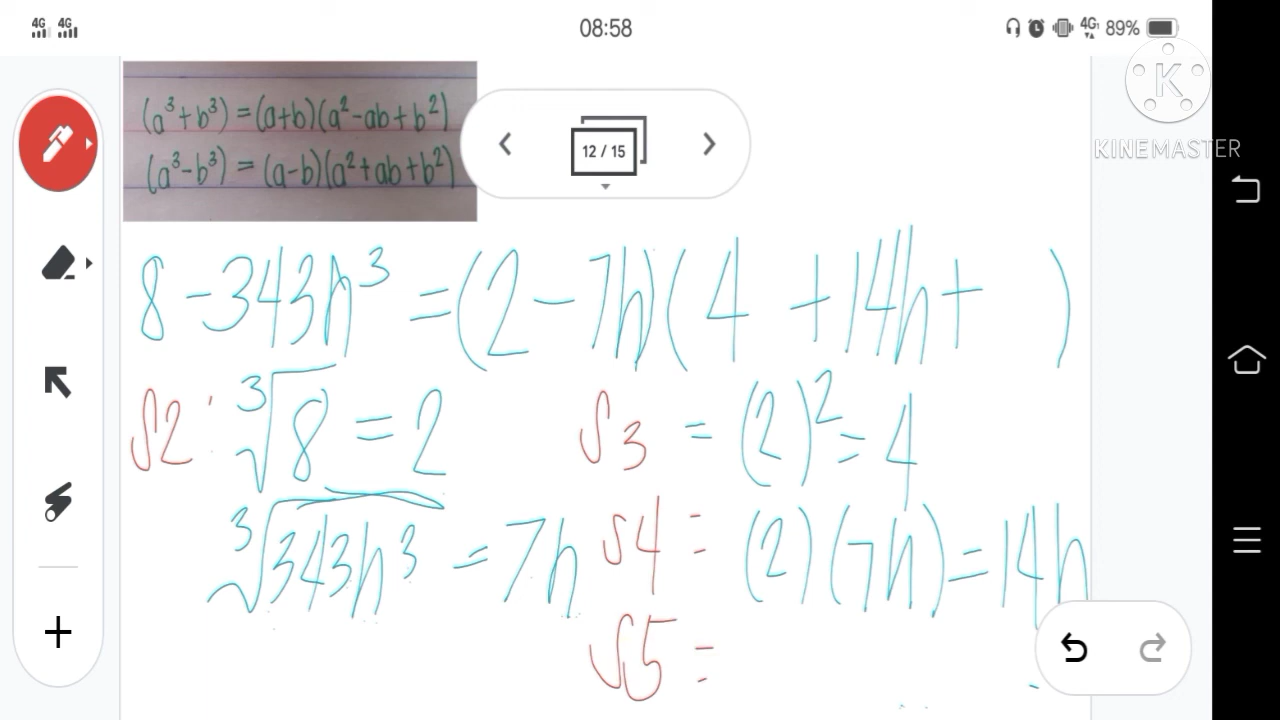 4G 4G 08:58 4G 89%
K
KINEMASTER
(a³+b³) = (a+b)(a²-ab+b²)
(a³-b³) = (a-b)(a²+ab+b²)
12 / 15
8 - 343h³ = (2 - 7h)(4 + 14h + )
S2: ∛8 = 2
S3 = (2)² = 4
∛343h³ = 7h
S4 = (2)(7h) = 14h
S5 =